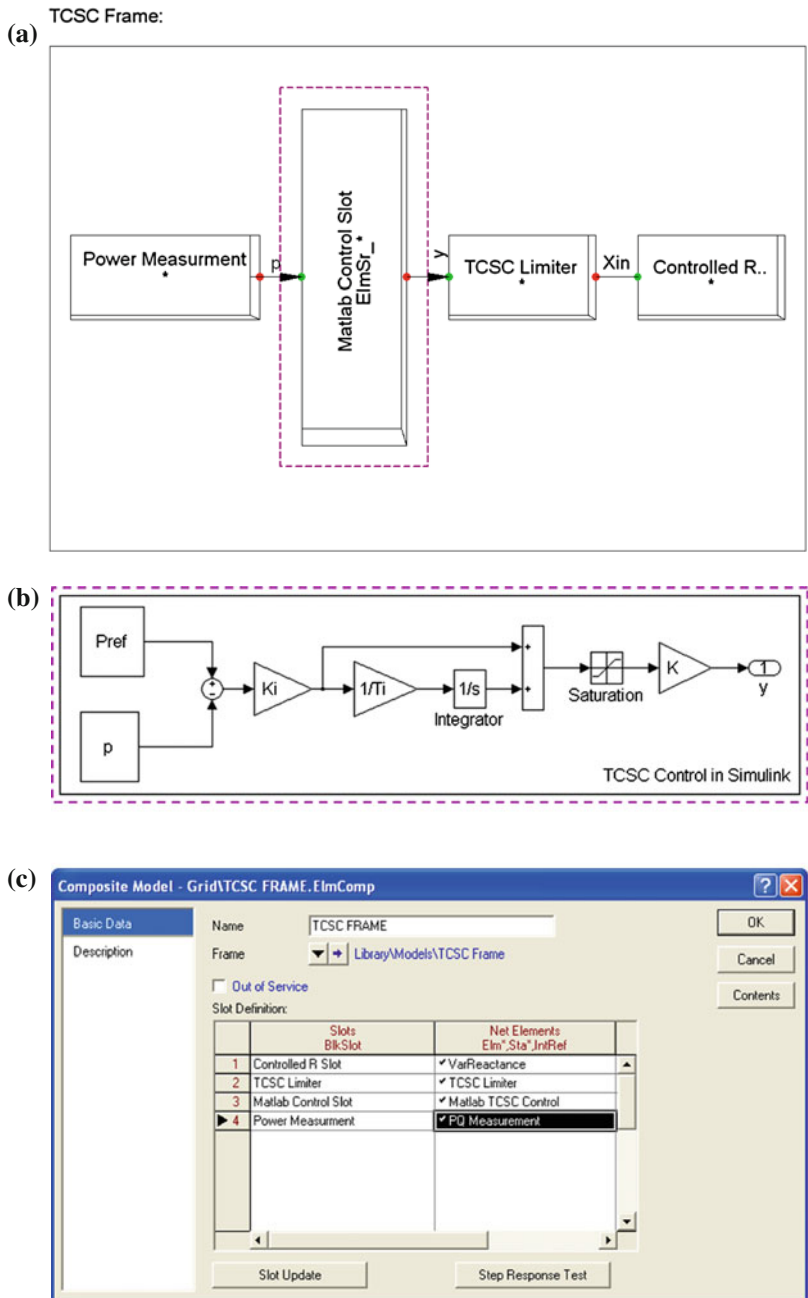 TCSC Frame:
(a)
Power Measurment
*
p
Matlab Control Slot
ElmSr_*
y
TCSC Limiter
*
Xin
Controlled R..
*
(b)
Pref
p
+
-
Ki
1/Ti
1/s
Integrator
+
+
Saturation
K
1
y
TCSC Control in Simulink
(c)
Composite Model - Grid\TCSC FRAME.ElmComp
Basic Data
Description
Name
TCSC FRAME
Frame
Library\Models\TCSC Frame
Out of Service
Slot Definition:
Slots
BlkSlot
Net Elements
Elm*,Sta*,IntRef
1 Controlled R Slot VarReactance
2 TCSC Limiter TCSC Limiter
3 Matlab Control Slot Matlab TCSC Control
4 Power Measurment PQ Measurement
OK
Cancel
Contents
Slot Update
Step Response Test